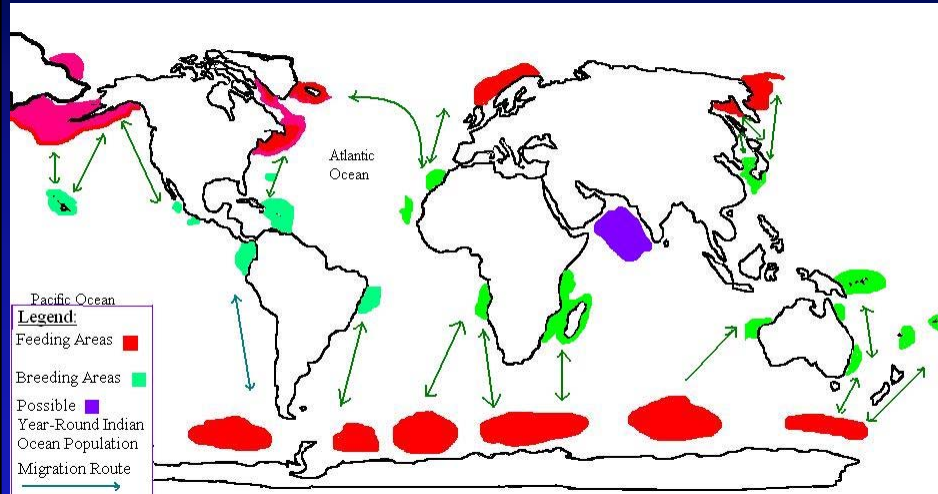 Atlantic
Ocean
Pacific Ocean
Legend:
Feeding Areas
Breeding Areas
Possible
Year-Round Indian
Ocean Population
Migration Route